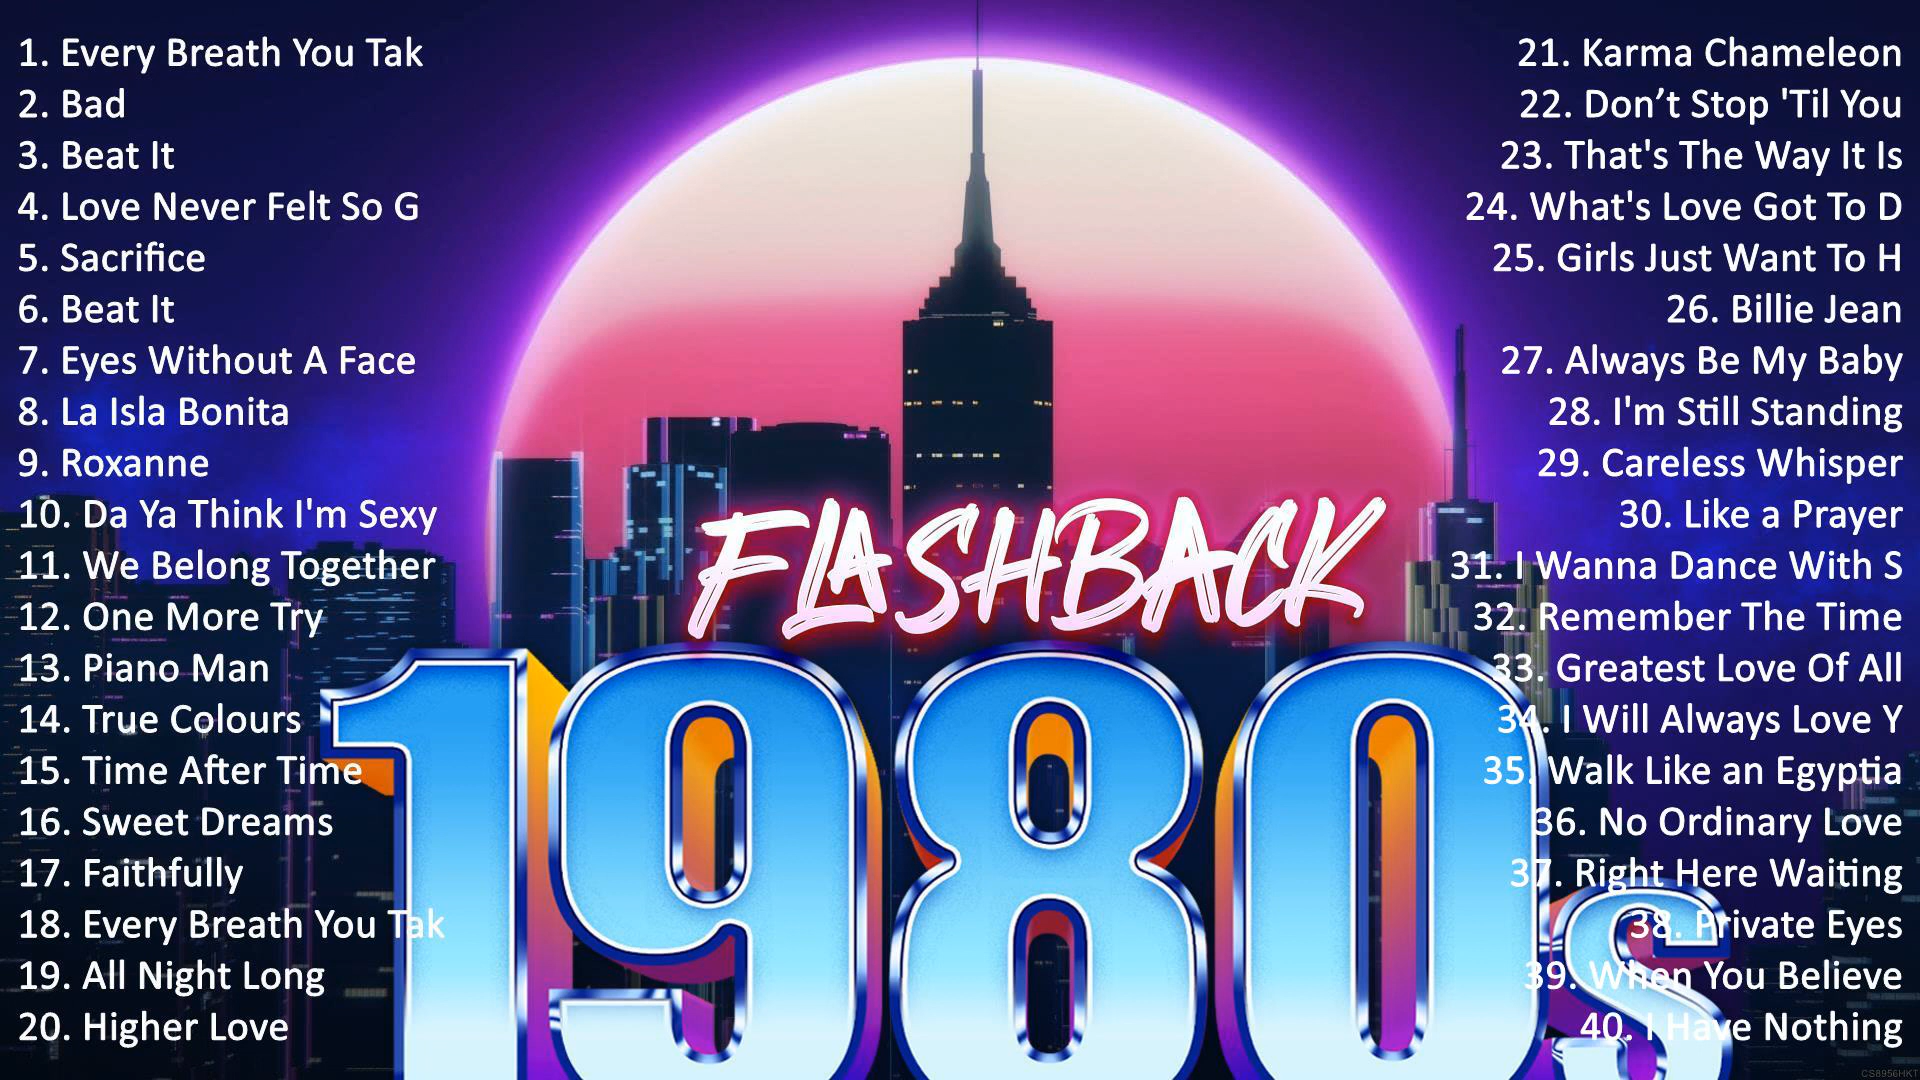 1. Every Breath You Tak
2. Bad
3. Beat It
4. Love Never Felt So G
5. Sacrifice
6. Beat It
7. Eyes Without A Face
8. La Isla Bonita
9. Roxanne
10. Da Ya Think I'm Sexy
11. We Belong Together
12. One More Try
13. Piano Man
14. True Colours
15. Time After Time
16. Sweet Dreams
17. Faithfully
18. Every Breath You Tak
19. All Night Long
20. Higher Love
FLASHBACK
1980s
21. Karma Chameleon
22. Don’t Stop 'Til You
23. That's The Way It Is
24. What's Love Got To D
25. Girls Just Want To H
26. Billie Jean
27. Always Be My Baby
28. I'm Still Standing
29. Careless Whisper
30. Like a Prayer
31. I Wanna Dance With S
32. Remember The Time
33. Greatest Love Of All
34. I Will Always Love Y
35. Walk Like an Egyptia
36. No Ordinary Love
37. Right Here Waiting
38. Private Eyes
39. When You Believe
40. I Have Nothing
CS8956HKT